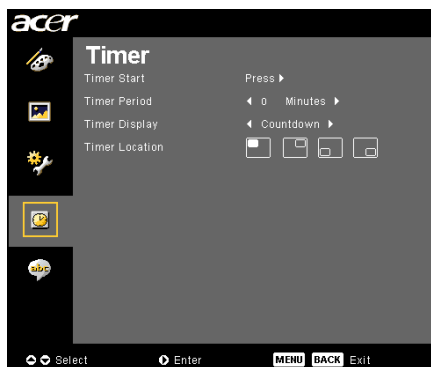 acer
Timer
Timer Start Press
Timer Period 0 Minutes
Timer Display Countdown
Timer Location
abc
Select Enter MENU BACK Exit